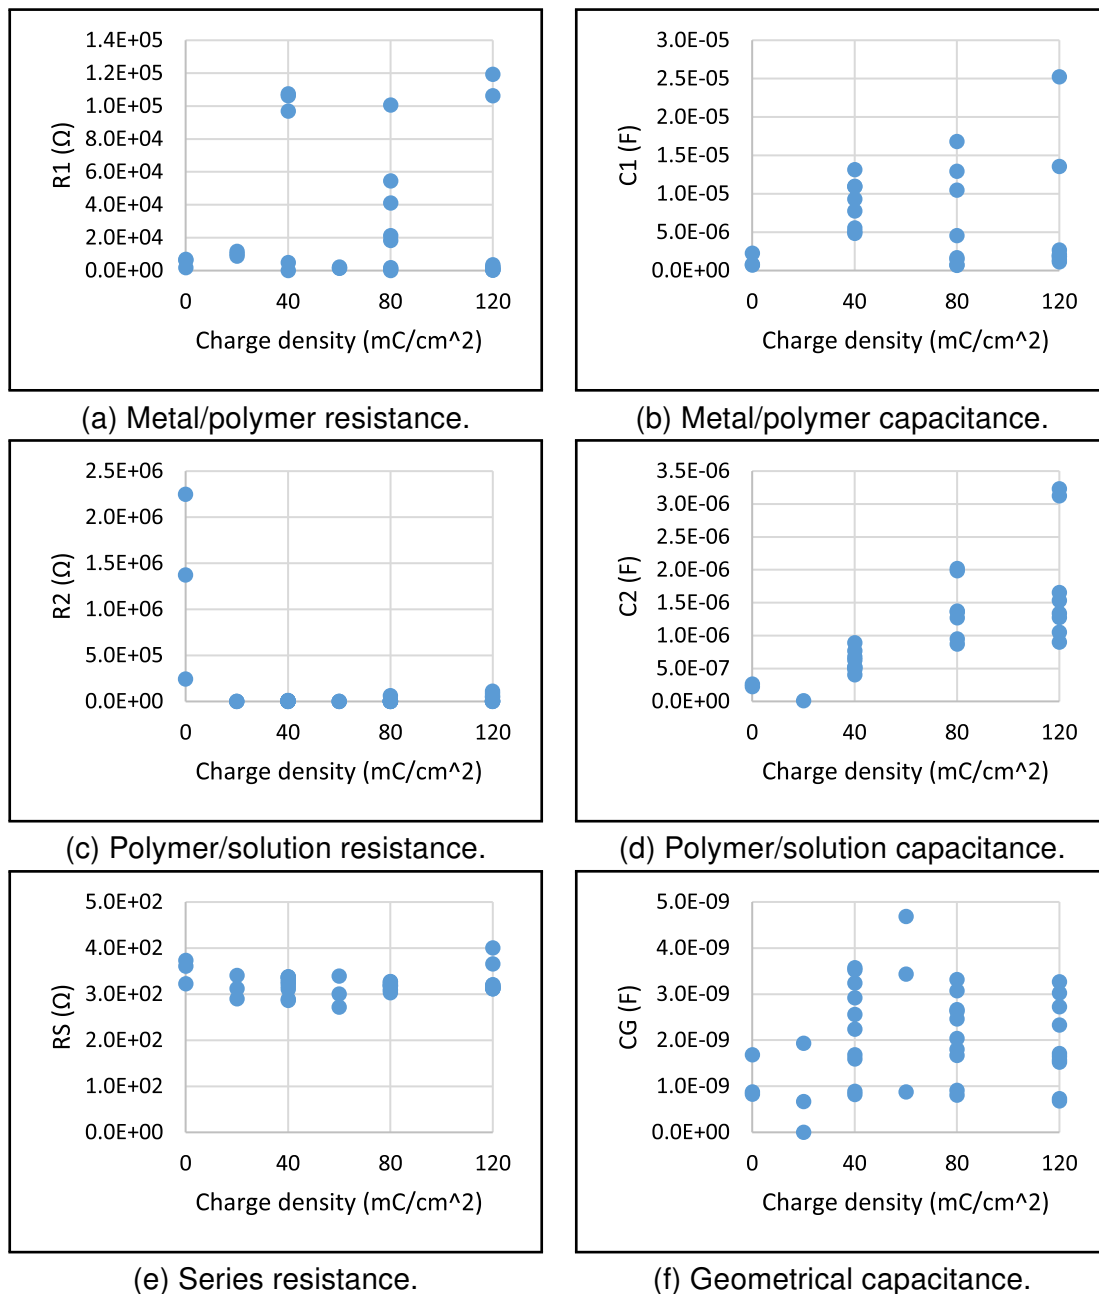 1.4E+05
1.2E+05
1.0E+05
8.0E+04
6.0E+04
4.0E+04
2.0E+04
0.0E+00
R1 (Ω)
0 40 80 120
Charge density (mC/cm^2)
(a) Metal/polymer resistance.
3.0E-05
2.5E-05
2.0E-05
1.5E-05
1.0E-05
5.0E-06
0.0E+00
C1 (F)
0 40 80 120
Charge density (mC/cm^2)
(b) Metal/polymer capacitance.
2.5E+06
2.0E+06
1.5E+06
1.0E+06
5.0E+05
0.0E+00
R2 (Ω)
0 40 80 120
Charge density (mC/cm^2)
(c) Polymer/solution resistance.
3.5E-06
3.0E-06
2.5E-06
2.0E-06
1.5E-06
1.0E-06
5.0E-07
0.0E+00
C2 (F)
0 40 80 120
Charge density (mC/cm^2)
(d) Polymer/solution capacitance.
5.0E+02
4.0E+02
3.0E+02
2.0E+02
1.0E+02
0.0E+00
RS (Ω)
0 40 80 120
Charge density (mC/cm^2)
(e) Series resistance.
5.0E-09
4.0E-09
3.0E-09
2.0E-09
1.0E-09
0.0E+00
CG (F)
0 40 80 120
Charge density (mC/cm^2)
(f) Geometrical capacitance.